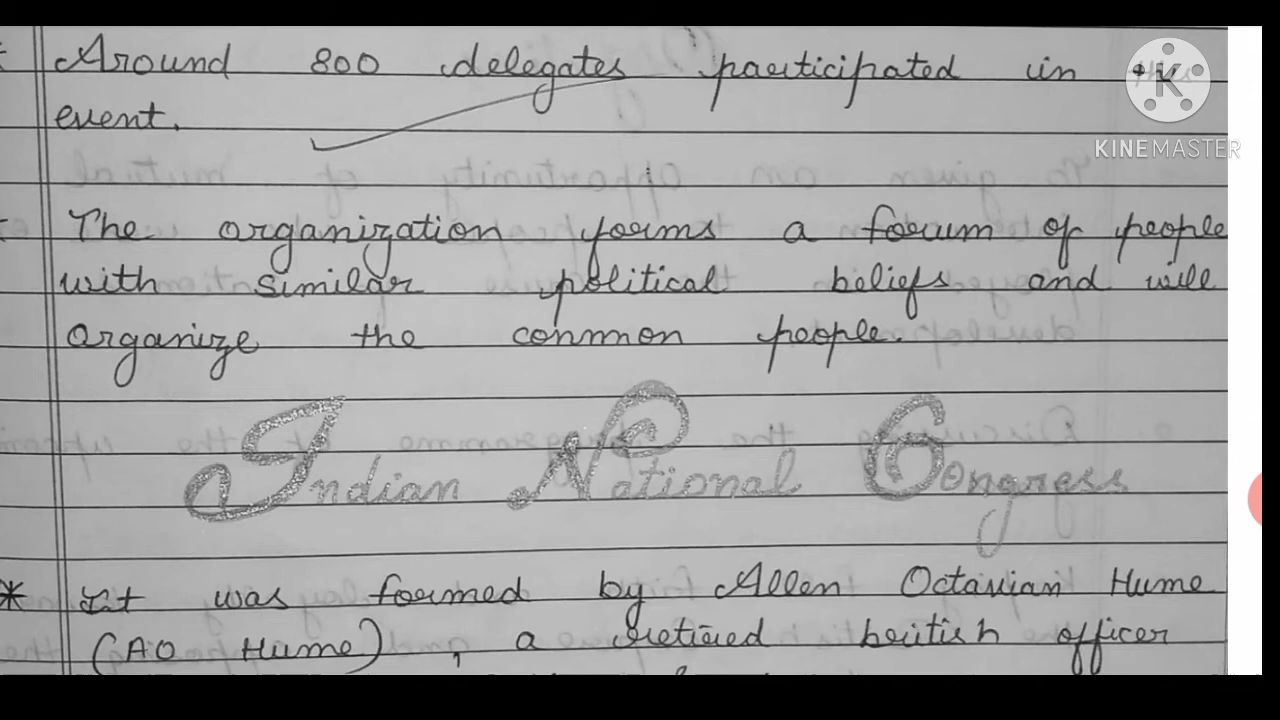 Around 800 delegates participated in the
event.
The organization forms a forum of people
with similar political beliefs and will
organize the common people.
Indian National Congress
* It was formed by Allen Octavian Hume
(AO Hume), a retired british officer
K
KINEMASTER